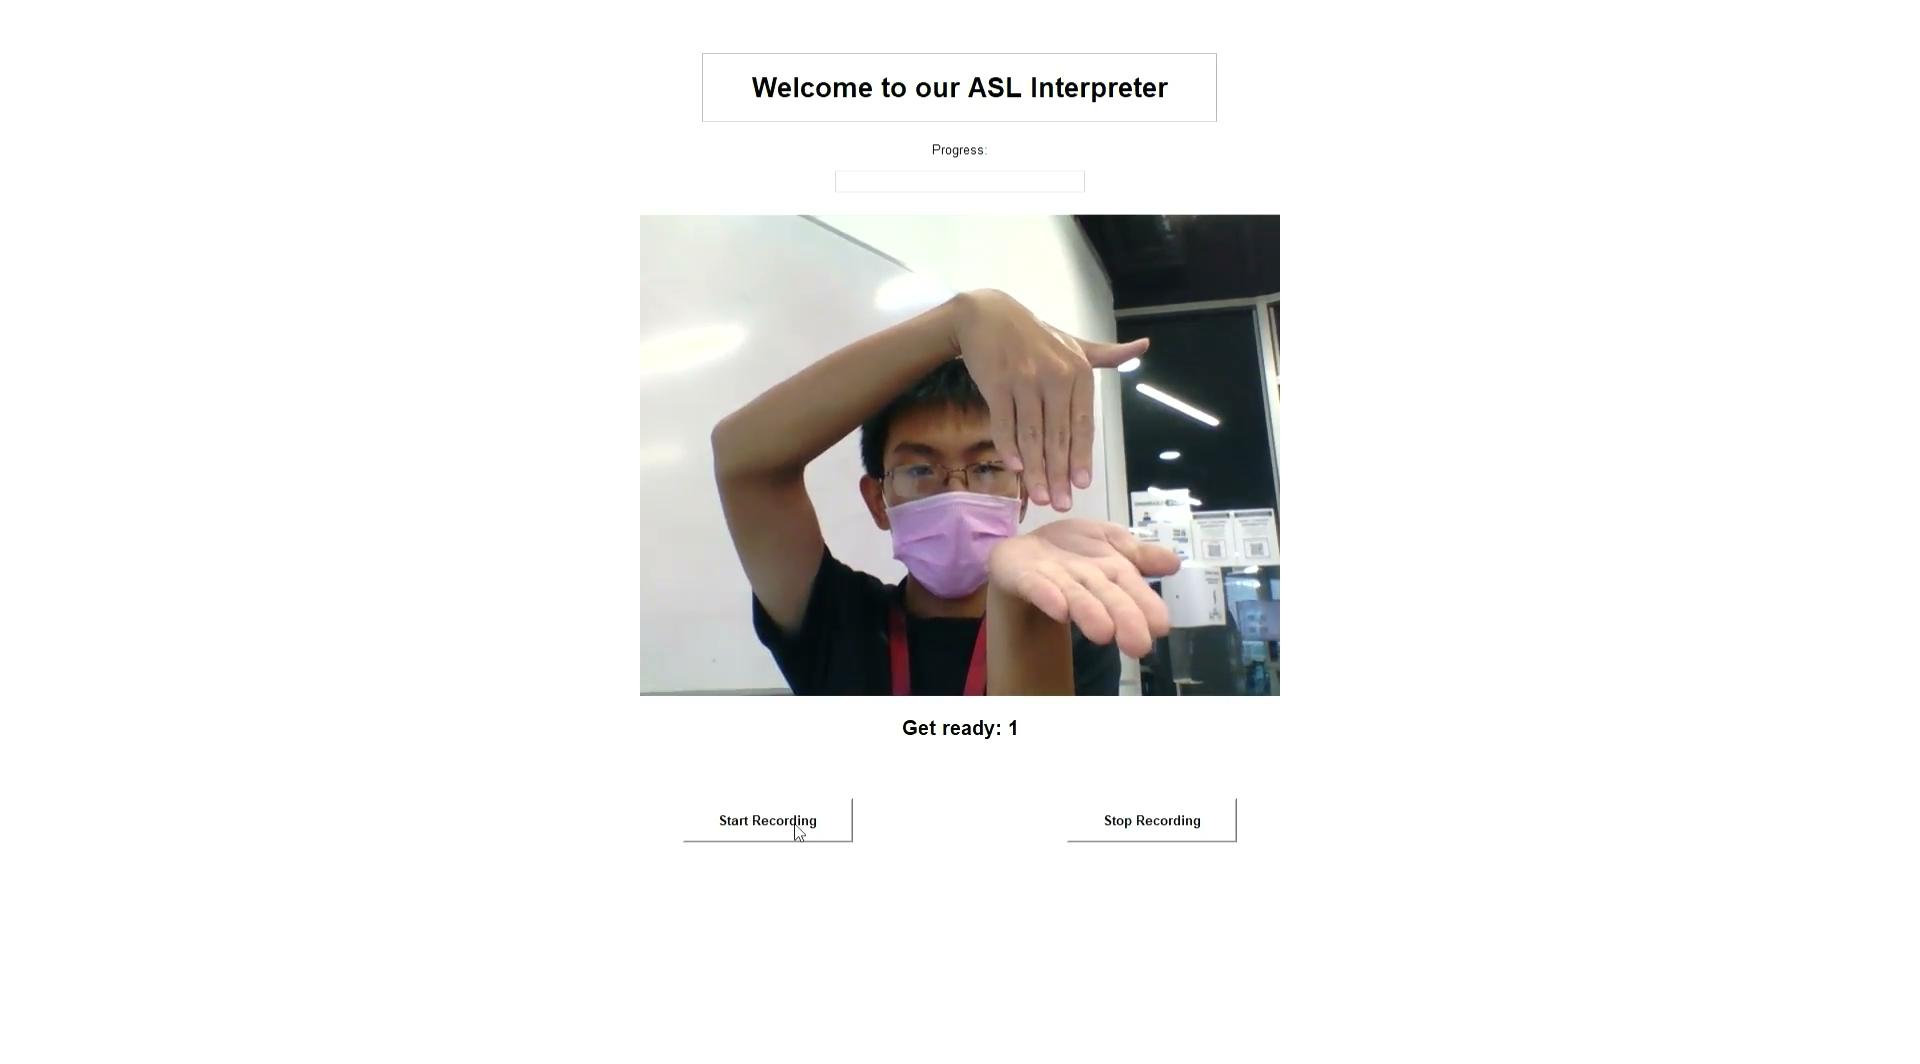 Welcome to our ASL Interpreter
Progress:
Get ready: 1
Start Recording
Stop Recording